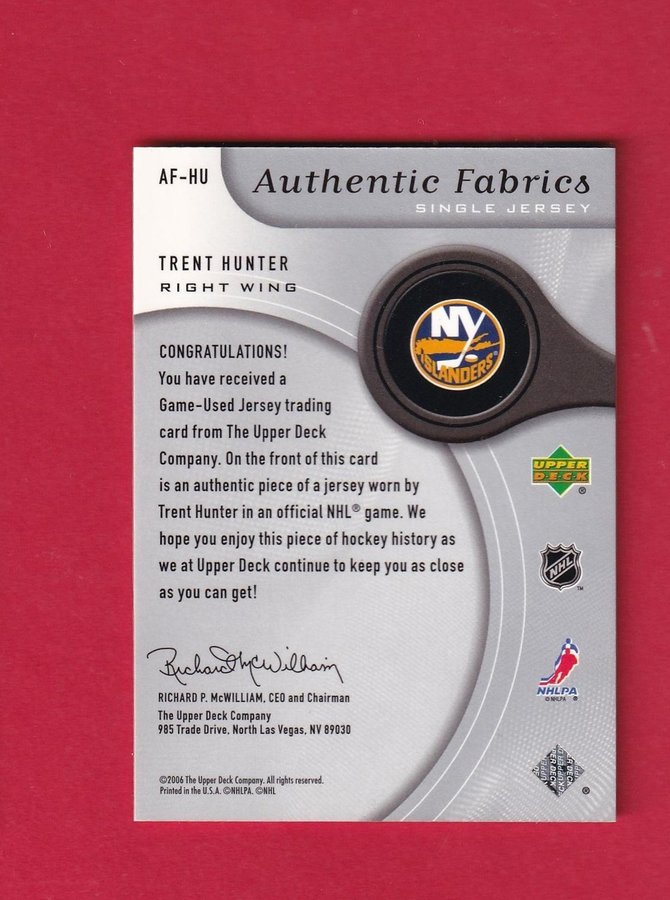 AF-HU
Authentic Fabrics
SINGLE JERSEY
TRENT HUNTER
RIGHT WING
NY
ISLANDERS
CONGRATULATIONS!
You have received a
Game-Used Jersey trading
card from The Upper Deck
Company. On the front of this card
is an authentic piece of a jersey worn by
Trent Hunter in an official NHL® game. We
hope you enjoy this piece of hockey history as
we at Upper Deck continue to keep you as close
as you can get!
UPPER
DECK
®
NHL
™
NHLPA
©NHLPA ®
Richard McWilliam
RICHARD P. McWILLIAM, CEO and Chairman
The Upper Deck Company
985 Trade Drive, North Las Vegas, NV 89030
©2006 The Upper Deck Company. All rights reserved.
Printed in the U.S.A. ©NHLPA. ©NHL
®